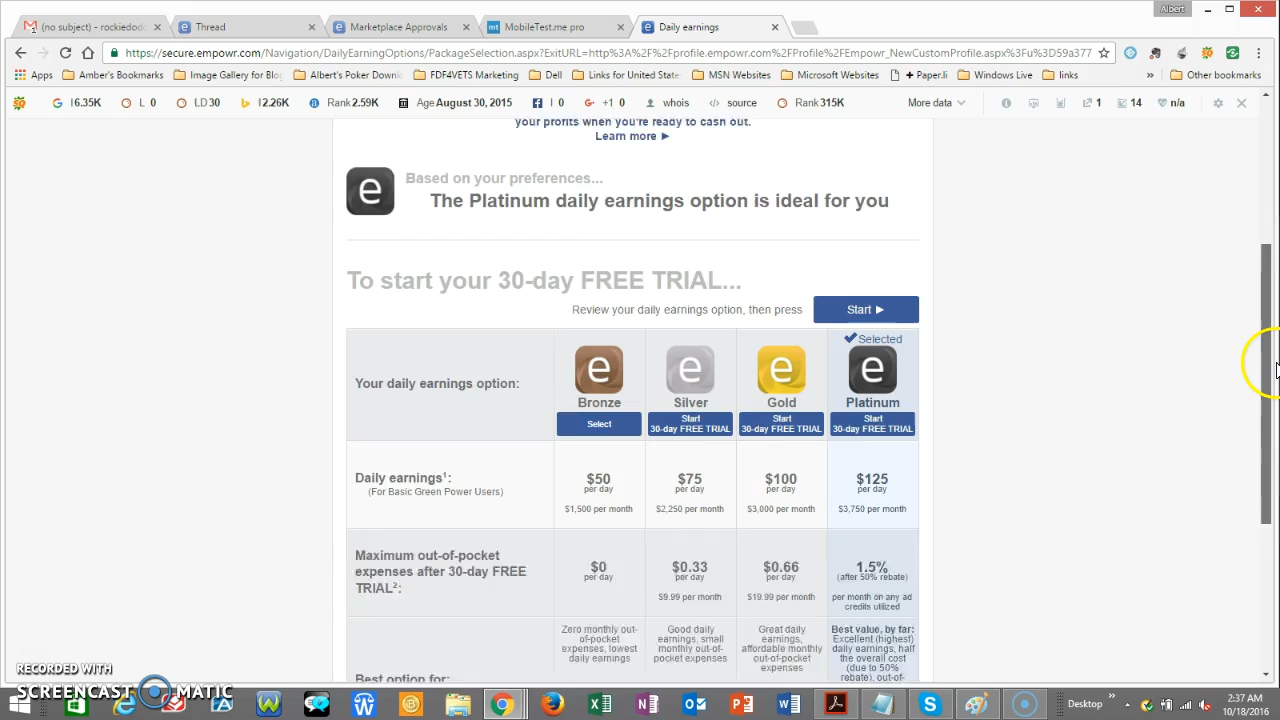 Albert
(no subject) - rockiedodo
Thread
Marketplace Approvals
MobileTest.me pro
Daily earnings
https://secure.empowr.com/Navigation/DailyEarningOptions/PackageSelection.aspx?ExitURL=http%3A%2F%2Fprofile.empowr.com%2FProfile%2FEmpowr_NewCustomProfile.aspx%3Fu%3D59a377
Apps
Amber's Bookmarks
Image Gallery for Blog
Albert's Poker Down
FDF4VETS Marketing
Dell
Links for United State
MSN Websites
Microsoft Websites
+ Paper.li
Windows Live
links
»
Other bookmarks
I 6.35K
L 0
LD 30
I 2.26K
Rank 2.59K
Age August 30, 2015
I 0
+1 0
whois
source
Rank 315K
More data
1
14
n/a
your profits when you're ready to cash out.
Learn more ►
e
Based on your preferences...
The Platinum daily earnings option is ideal for you
To start your 30-day FREE TRIAL...
Review your daily earnings option, then press
Start ►
Your daily earnings option:
e
Bronze
Select
e
Silver
Start
30-day FREE TRIAL
e
Gold
Start
30-day FREE TRIAL
Selected
e
Platinum
Start
30-day FREE TRIAL
Daily earnings¹:
(For Basic Green Power Users)
$50
per day
$1,500 per month
$75
per day
$2,250 per month
$100
per day
$3,000 per month
$125
per day
$3,750 per month
Maximum out-of-pocket
expenses after 30-day FREE
TRIAL²:
$0
per day
$0.33
per day
$9.99 per month
$0.66
per day
$19.99 per month
1.5%
(after 50% rebate)
per month on any ad
credits utilized
Best option for:
Zero monthly out-
of-pocket
expenses, lowest
daily earnings
Good daily
earnings, small
monthly out-of-
pocket expenses
Great daily
earnings,
affordable monthly
out-of-pocket
expenses
Best value, by far:
Excellent (highest)
daily earnings, half
the overall cost
(due to 50%
rebate), out-of-
RECORDED WITH
SCREENCAST MATIC
Desktop
»
2:37 AM
10/18/2016